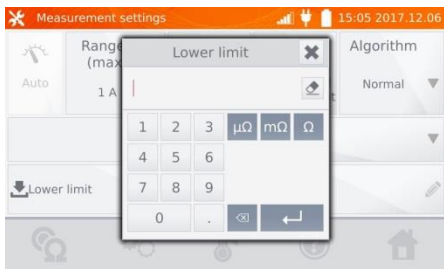 Measurement settings 15:05 2017.12.06
Range
(max
Lower limit
Algorithm
Auto
1 A
Normal
1 2 3 μΩ mΩ Ω
4 5 6
7 8 9
0 .
Lower limit